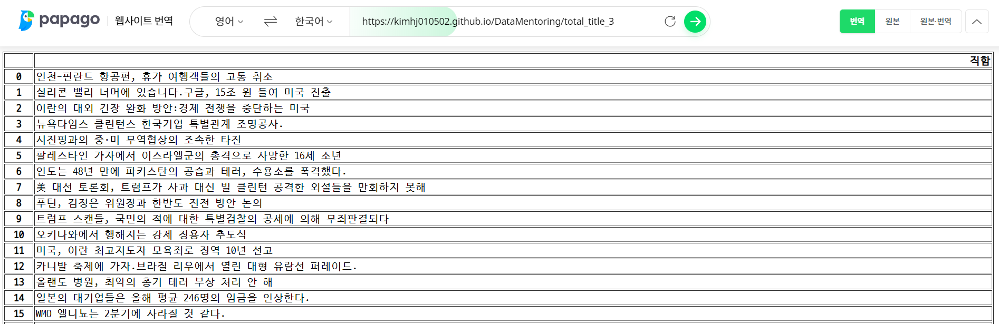 papago 웹사이트 번역 영어 한국어 https://kimhj010502.github.io/DataMentoring/total_title_3 번역 원본 원본·번역
직함
0 인천-핀란드 항공편, 휴가 여행객들의 고통 취소
1 실리콘 밸리 너머에 있습니다.구글, 15조 원 들여 미국 진출
2 이란의 대외 긴장 완화 방안:경제 전쟁을 중단하는 미국
3 뉴욕타임스 클린턴스 한국기업 특별관계 조명공사.
4 시진핑과의 중·미 무역협상의 조속한 타진
5 팔레스타인 가자에서 이스라엘군의 총격으로 사망한 16세 소년
6 인도는 48년 만에 파키스탄의 공습과 테러, 수용소를 폭격했다.
7 美 대선 토론회, 트럼프가 사과 대신 빌 클린턴 공격한 외설들을 만회하지 못해
8 푸틴, 김정은 위원장과 한반도 진전 방안 논의
9 트럼프 스캔들, 국민의 적에 대한 특별검찰의 공세에 의해 무죄판결되다
10 오키나와에서 행해지는 강제 징용자 추도식
11 미국, 이란 최고지도자 모욕죄로 징역 10년 선고
12 카니발 축제에 가자.브라질 리우에서 열린 대형 유람선 퍼레이드.
13 올랜도 병원, 최악의 총기 테러 부상 처리 안 해
14 일본의 대기업들은 올해 평균 246명의 임금을 인상한다.
15 WMO 엘니뇨는 2분기에 사라질 것 같다.